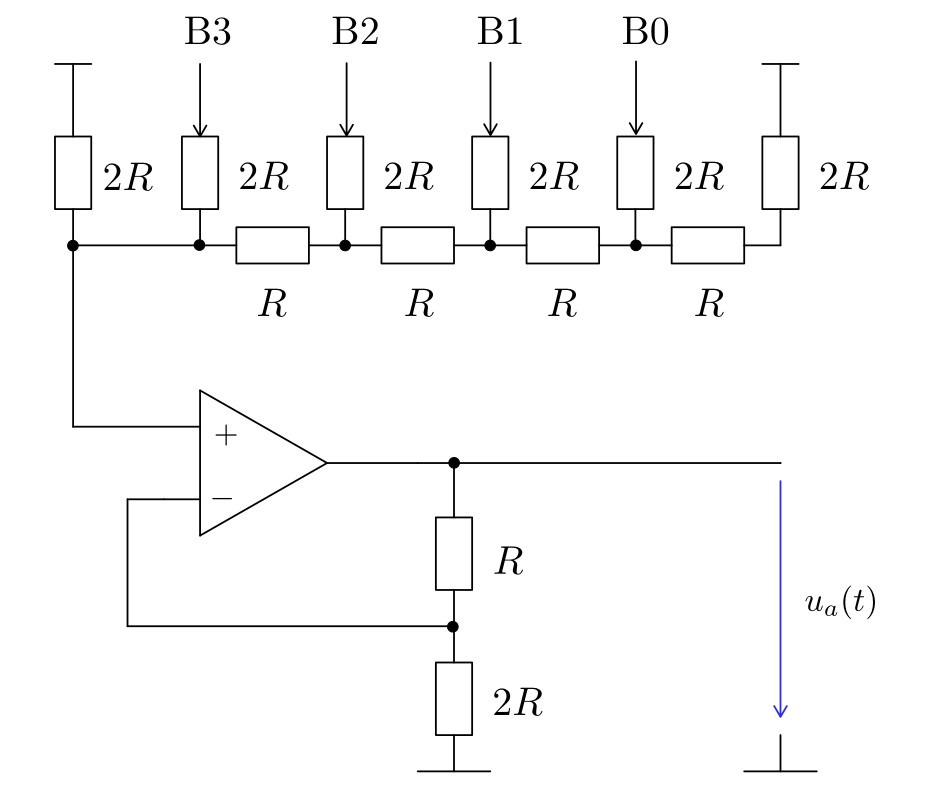 B3 B2 B1 B0
2R 2R 2R 2R 2R 2R
R R R R
+
−
R
u_a(t)
2R